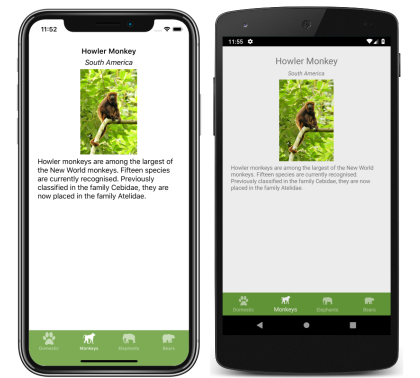 11:52
Howler Monkey
South America
Howler monkeys are among the largest of
the New World monkeys. Fifteen species
are currently recognised. Previously
classified in the family Cebidae, they are
now placed in the family Atelidae.
Domestic Monkeys Elephants Bears
11:55
Howler Monkey
South America
Howler monkeys are among the largest of the New World
monkeys. Fifteen species are currently recognised. Previously
classified in the family Cebidae, they are now
placed in the family Atelidae.
Domestic Monkeys Elephants Bears